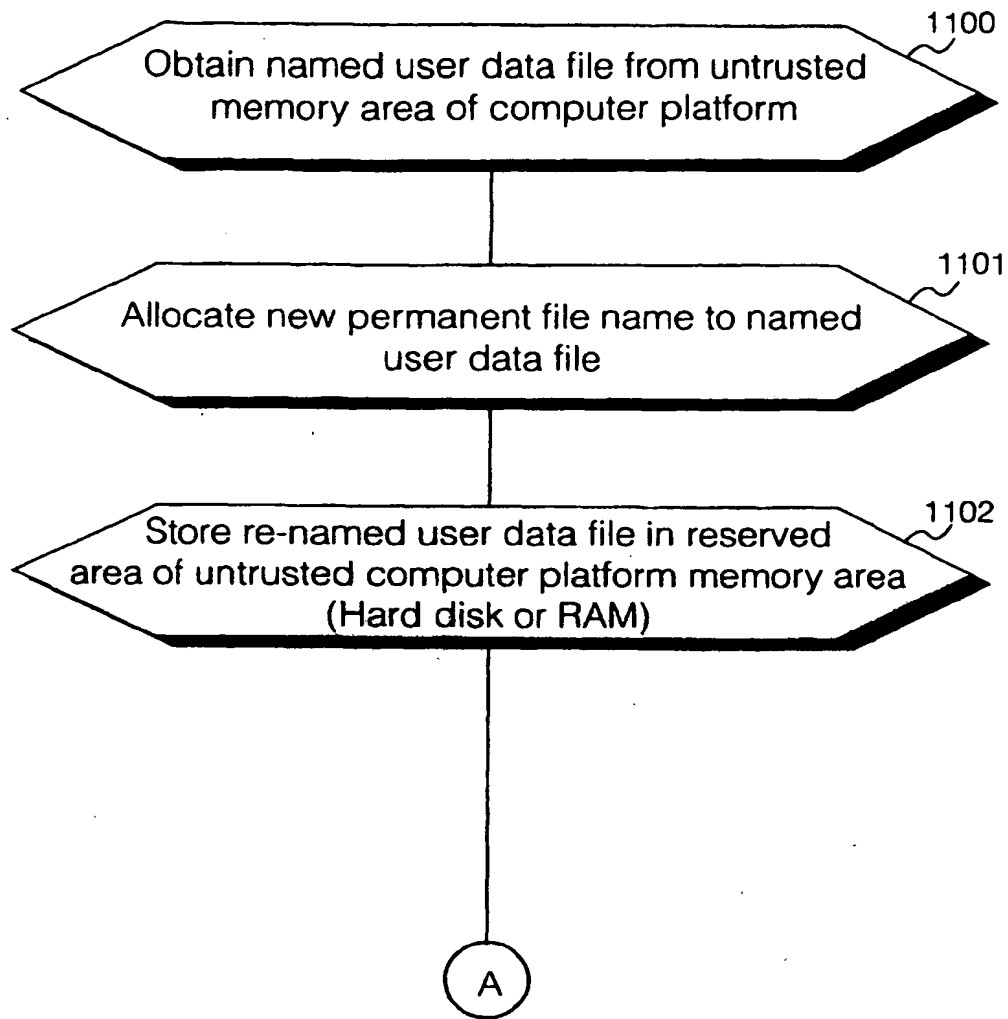 1100
Obtain named user data file from untrusted
memory area of computer platform
1101
Allocate new permanent file name to named
user data file
1102
Store re-named user data file in reserved
area of untrusted computer platform memory area
(Hard disk or RAM)
A